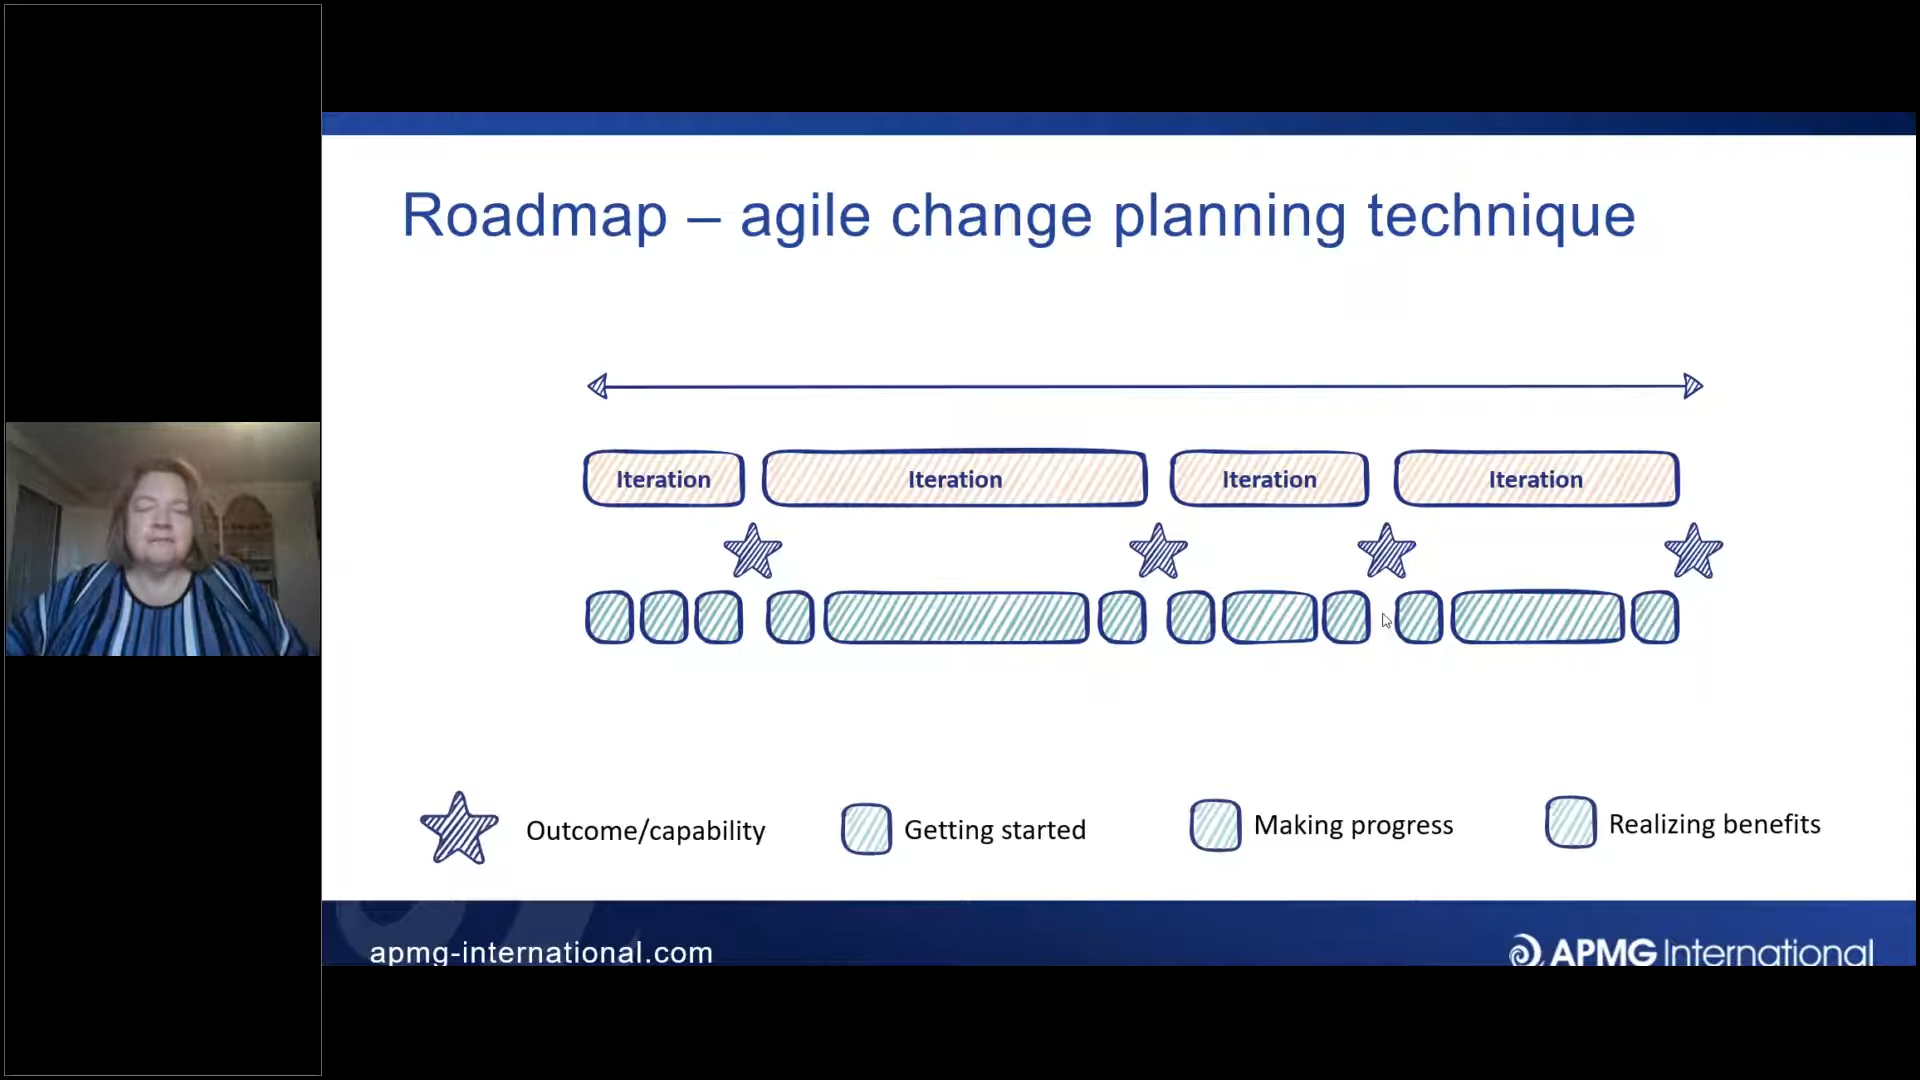 Roadmap – agile change planning technique
Iteration Iteration Iteration Iteration
Outcome/capability Getting started Making progress Realizing benefits
apmg-international.com APMG International